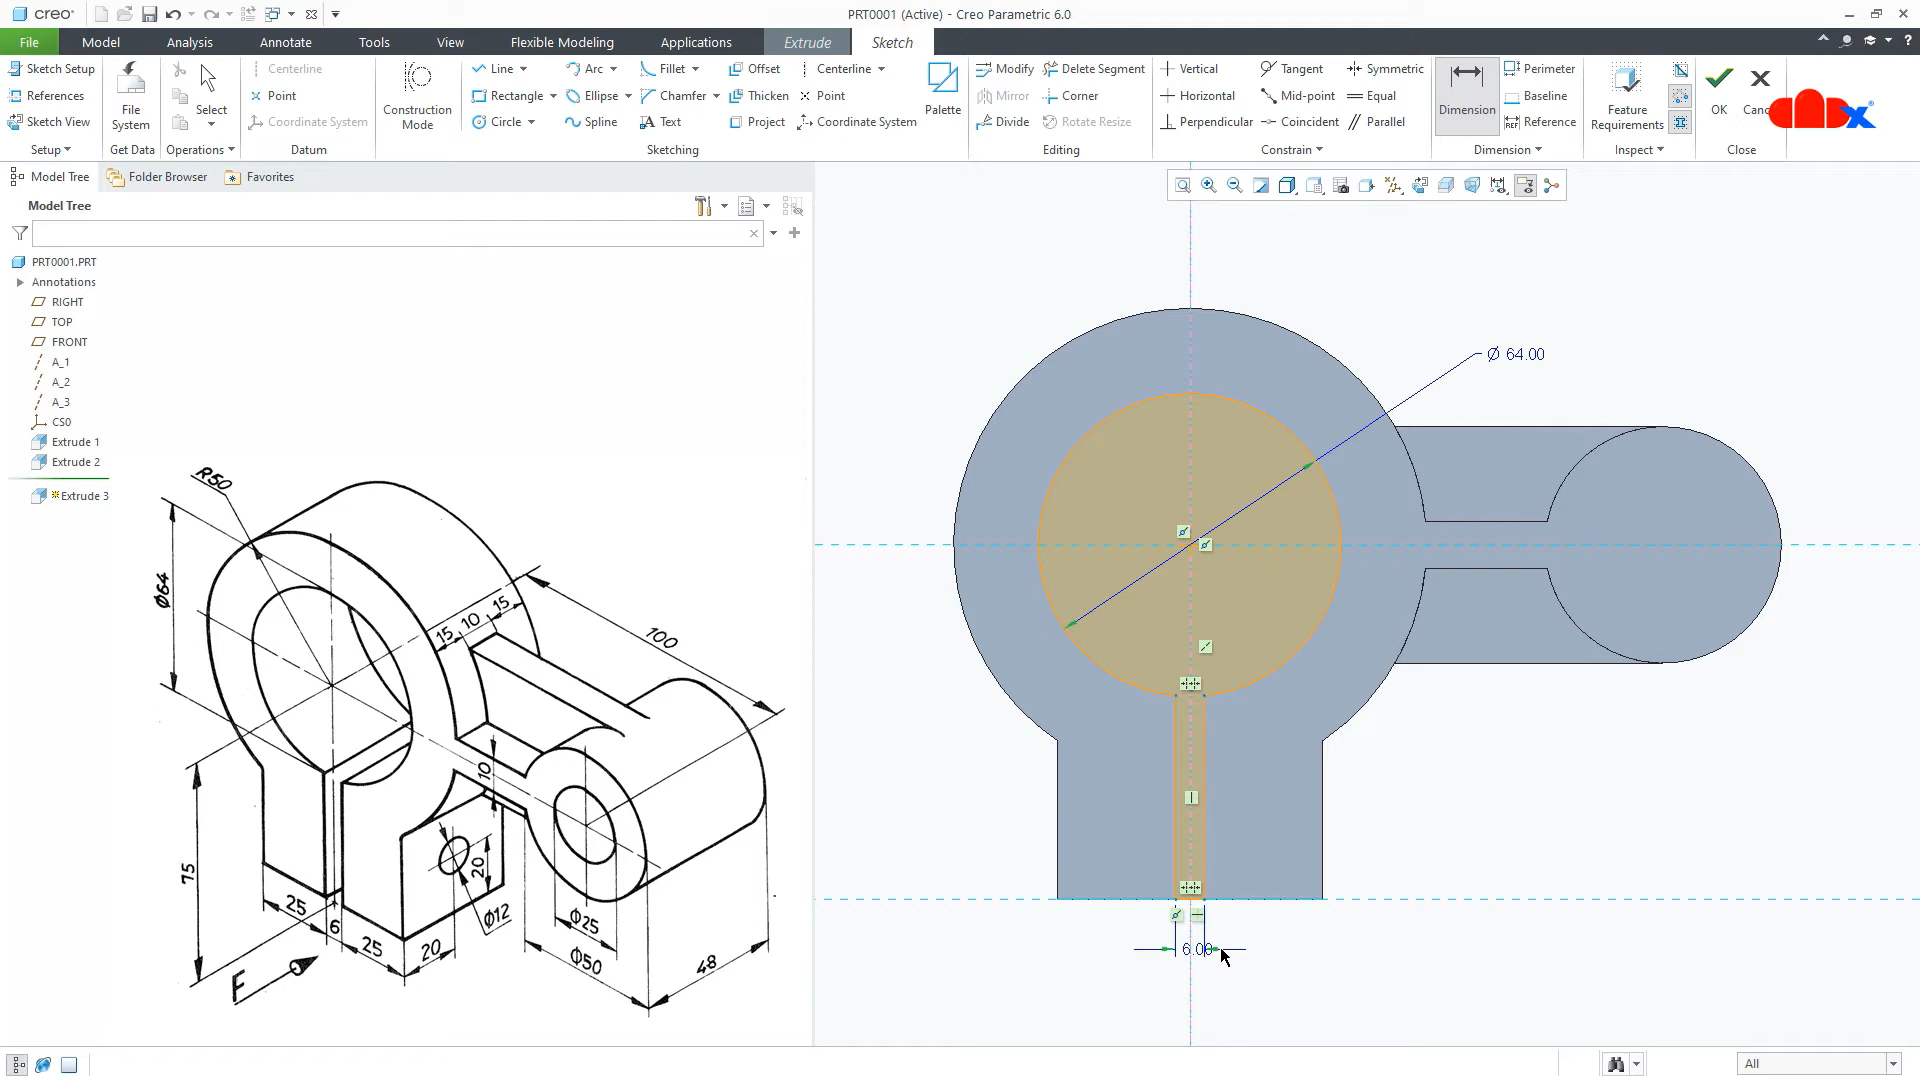 creo°
PRT0001 (Active) - Creo Parametric 6.0
File Model Analysis Annotate Tools View Flexible Modeling Applications Extrude Sketch
Sketch Setup
References
Sketch View
Setup
File System
Get Data
Select
Operations
Centerline
Point
Coordinate System
Datum
Construction Mode
Line Arc Fillet Offset Centerline
Rectangle Ellipse Chamfer Thicken Point
Circle Spline Text Project Coordinate System
Palette
Sketching
Modify Delete Segment
Mirror Corner
Divide Rotate Resize
Editing
Vertical Tangent Symmetric
Horizontal Mid-point Equal
Perpendicular Coincident Parallel
Constrain
Dimension
Perimeter
Baseline
REF Reference
Dimension
Feature Requirements
Inspect
OK
Canc
Close
Model Tree Folder Browser Favorites
Model Tree
PRT0001.PRT
Annotations
RIGHT
TOP
FRONT
A_1
A_2
A_3
CS0
Extrude 1
Extrude 2
Extrude 3
R50
Φ64
15
10
15
100
10
75
20
25
6
25
20
Φ12
Φ25
Φ50
48
F
Ø 64.00
6.00
All